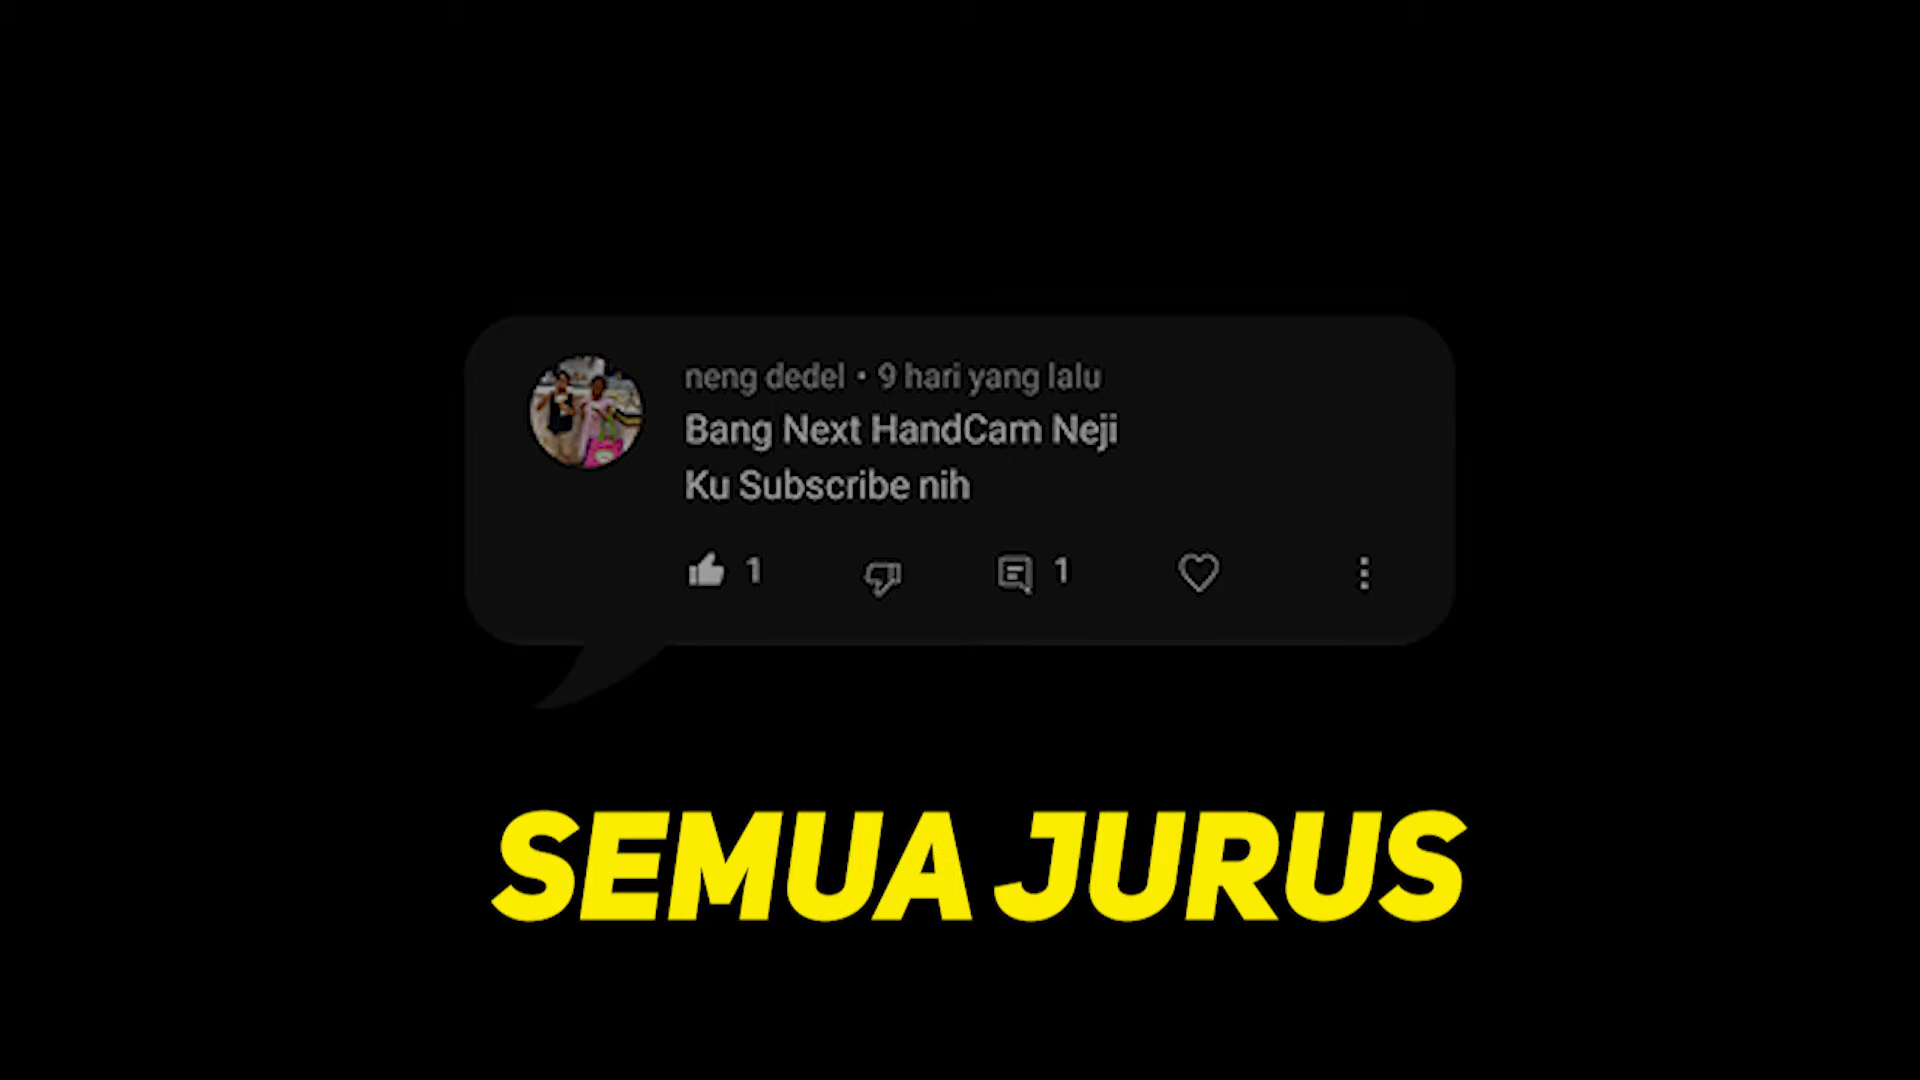 neng dedel • 9 hari yang lalu
Bang Next HandCam Neji
Ku Subscribe nih
1 1
SEMUA JURUS